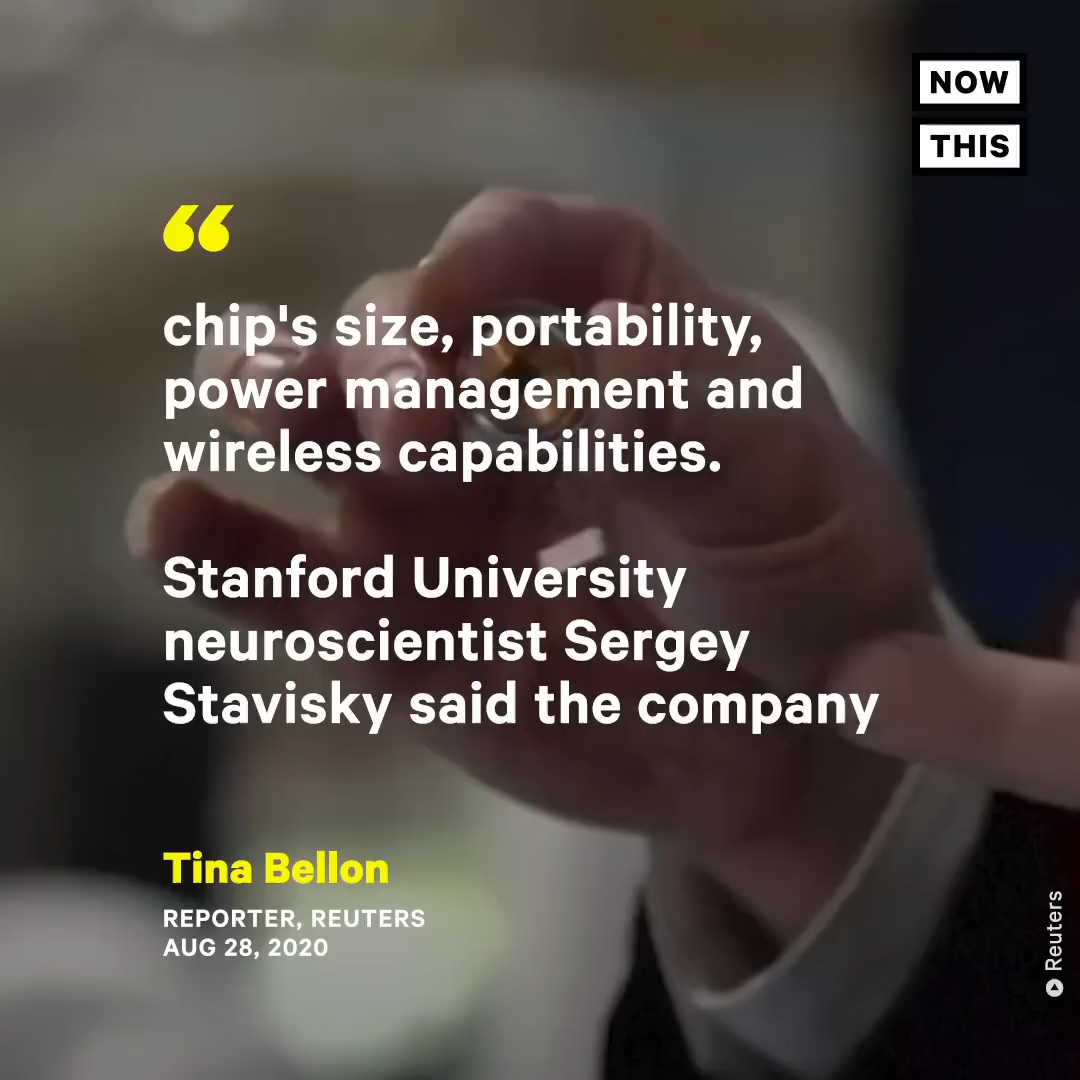 NOW
THIS
“
chip's size, portability,
power management and
wireless capabilities.
Stanford University
neuroscientist Sergey
Stavisky said the company
Tina Bellon
REPORTER, REUTERS
AUG 28, 2020
Reuters